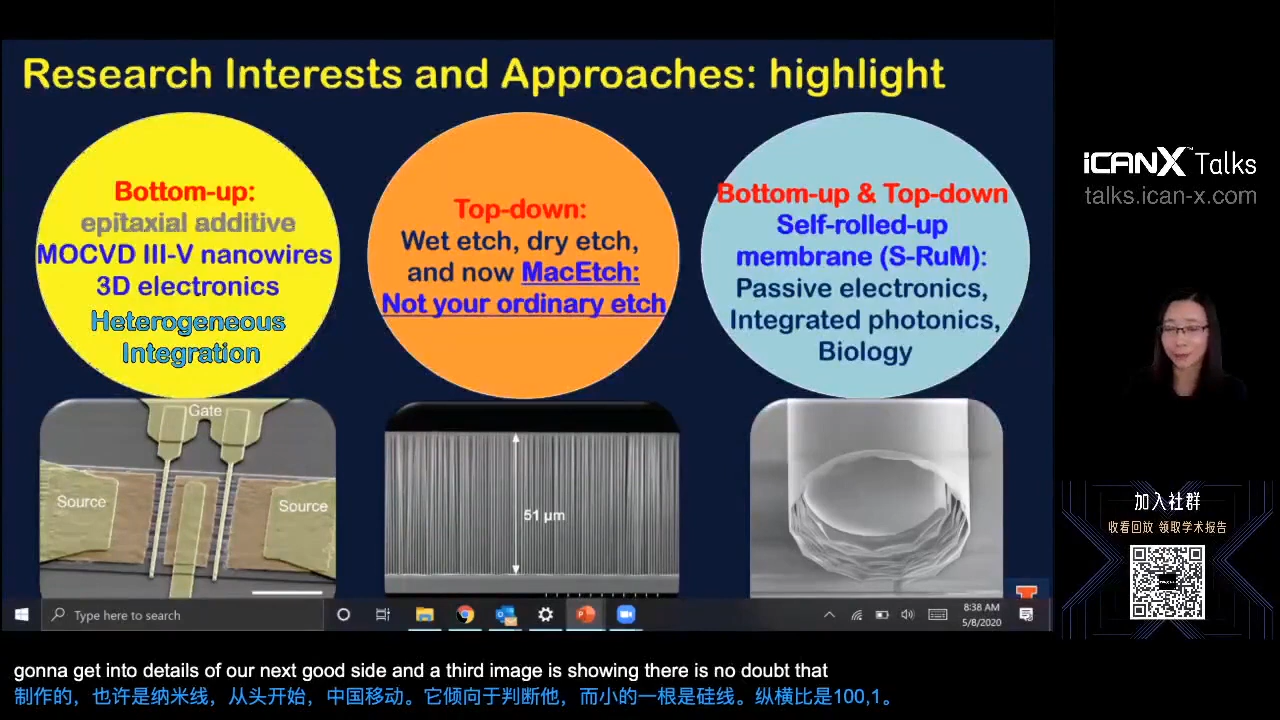 Research Interests and Approaches: highlight
Bottom-up:
epitaxial additive
MOCVD III-V nanowires
3D electronics
Heterogeneous
Integration
Top-down:
Wet etch, dry etch,
and now MacEtch:
Not your ordinary etch
Bottom-up & Top-down
Self-rolled-up
membrane (S-RuM):
Passive electronics,
Integrated photonics,
Biology
Gate
Source
Source
51 µm
iCANX™ Talks
talks.ican-x.com
加入社群
收看回放 领取学术报告
Type here to search
8:38 AM
5/8/2020
gonna get into details of our next good side and a third image is showing there is no doubt that
制作的，也许是纳米线，从头开始，中国移动。它倾向于判断他，而小的一根是硅线。纵横比是100,1。